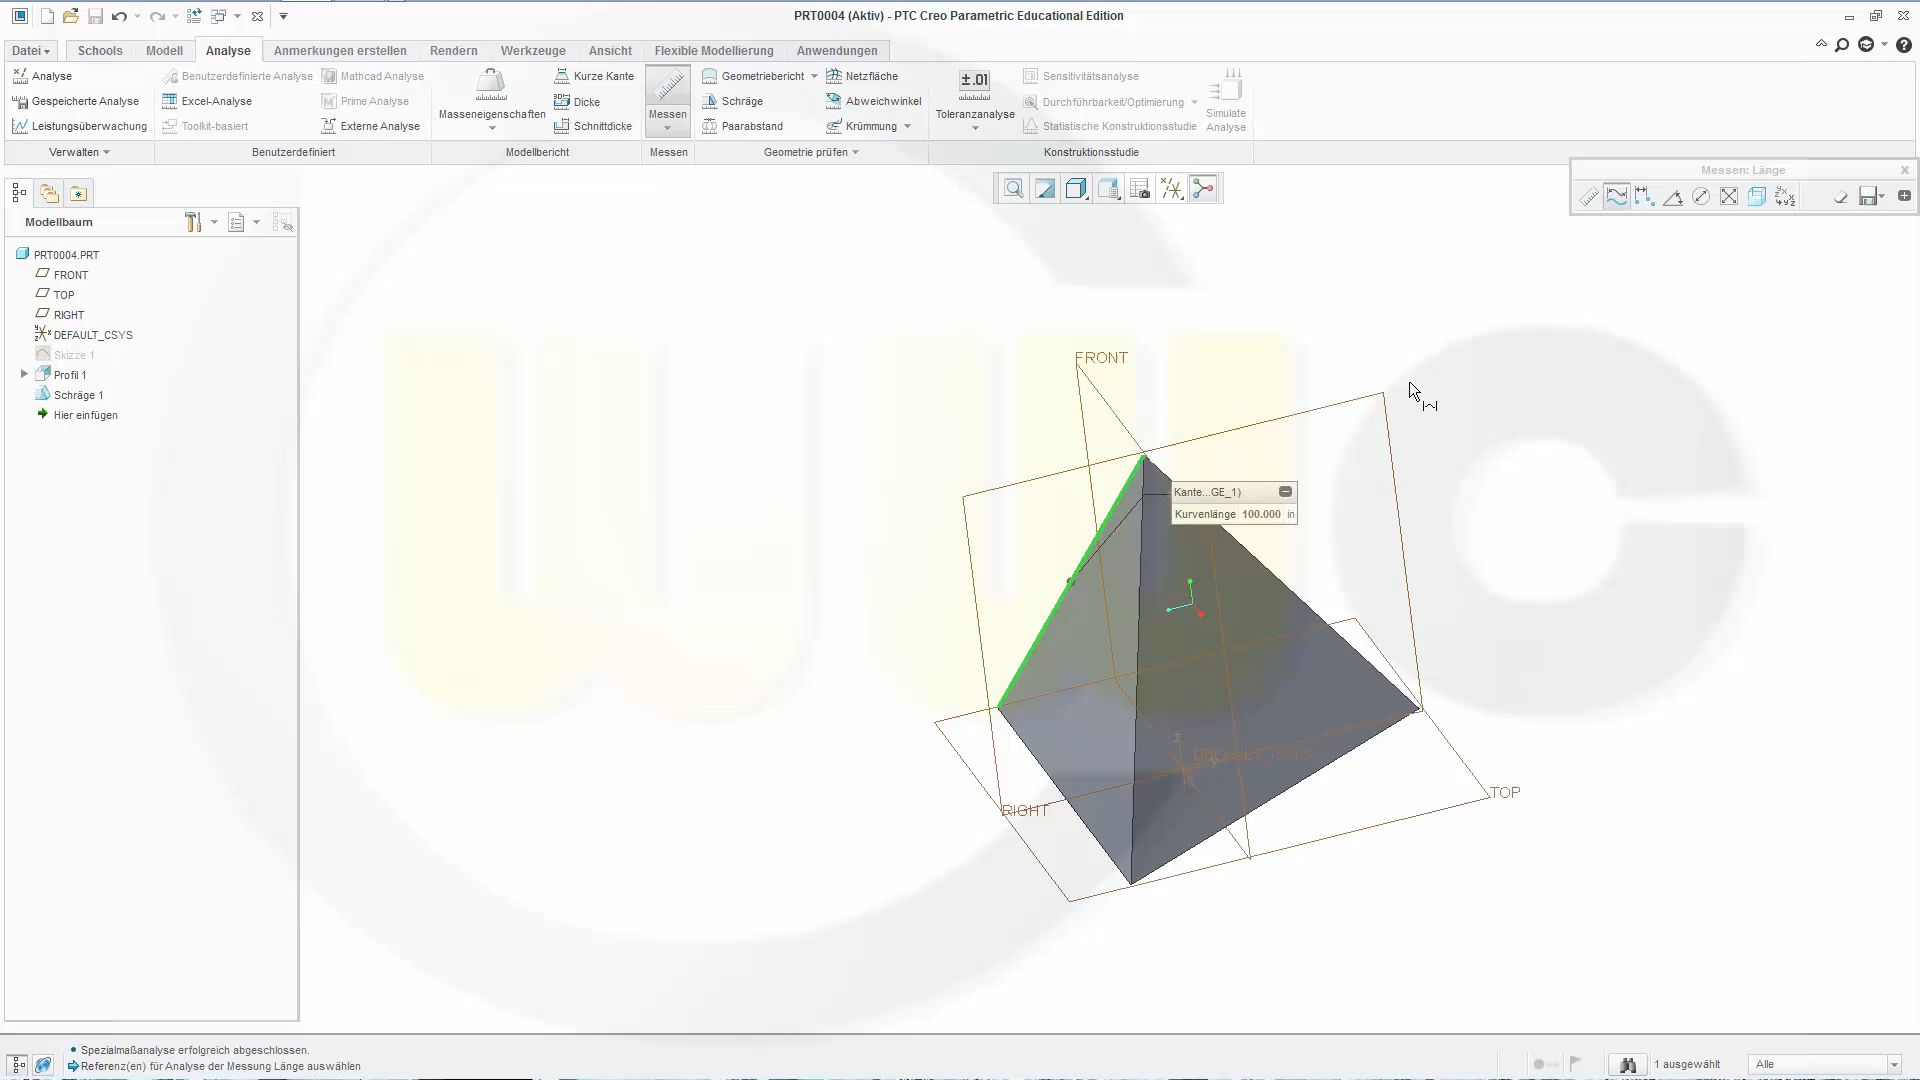 PRT0004 (Aktiv) - PTC Creo Parametric Educational Edition
Datei Schools Modell Analyse Anmerkungen erstellen Rendern Werkzeuge Ansicht Flexible Modellierung Anwendungen
Analyse
Gespeicherte Analyse
Leistungsüberwachung
Verwalten
Benutzerdefinierte Analyse
Excel-Analyse
Toolkit-basiert
Mathcad Analyse
Prime Analyse
Externe Analyse
Benutzerdefiniert
Masseneigenschaften
Kurze Kante
Dicke
Schnittdicke
Modellbericht
Messen
Messen
Geometriebericht
Schräge
Paarabstand
Netzfläche
Abweichwinkel
Krümmung
Geometrie prüfen
±.01
Toleranzanalyse
Sensitivitätsanalyse
Durchführbarkeit/Optimierung
Statistische Konstruktionsstudie
Simulate
Analyse
Konstruktionsstudie
Messen: Länge
Modellbaum
PRT0004.PRT
FRONT
TOP
RIGHT
DEFAULT_CSYS
Skizze 1
Profil 1
Schräge 1
Hier einfügen
wuc
FRONT
Kante...GE_1)
Kurvenlänge 100.000 in
Z
DEFAULT_CSYS
TOP
RIGHT
Spezialmaßanalyse erfolgreich abgeschlossen.
Referenz(en) für Analyse der Messung Länge auswählen
1 ausgewählt
Alle